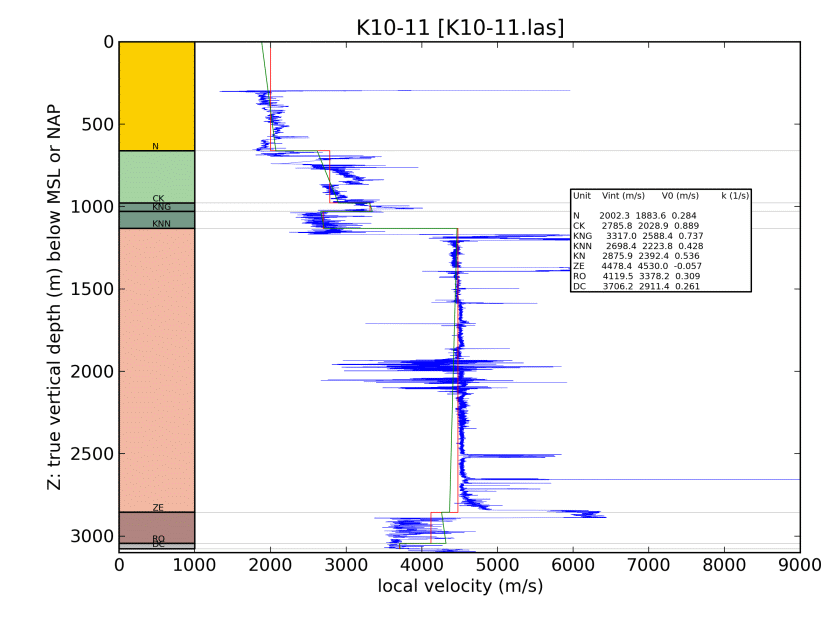 K10-11 [K10-11.las]
0
500
1000
1500
2000
2500
3000
Z: true vertical depth (m) below MSL or NAP
N
CK
KNG
KNN
ZE
RO
DC
Unit Vint (m/s) V0 (m/s) k (1/s)
N 2002.3 1883.6 0.284
CK 2785.8 2028.9 0.889
KNG 3317.0 2588.4 0.737
KNN 2698.4 2223.8 0.428
KN 2875.9 2392.4 0.536
ZE 4478.4 4530.0 -0.057
RO 4119.5 3378.2 0.309
DC 3706.2 2911.4 0.261
0 1000 2000 3000 4000 5000 6000 7000 8000 9000
local velocity (m/s)